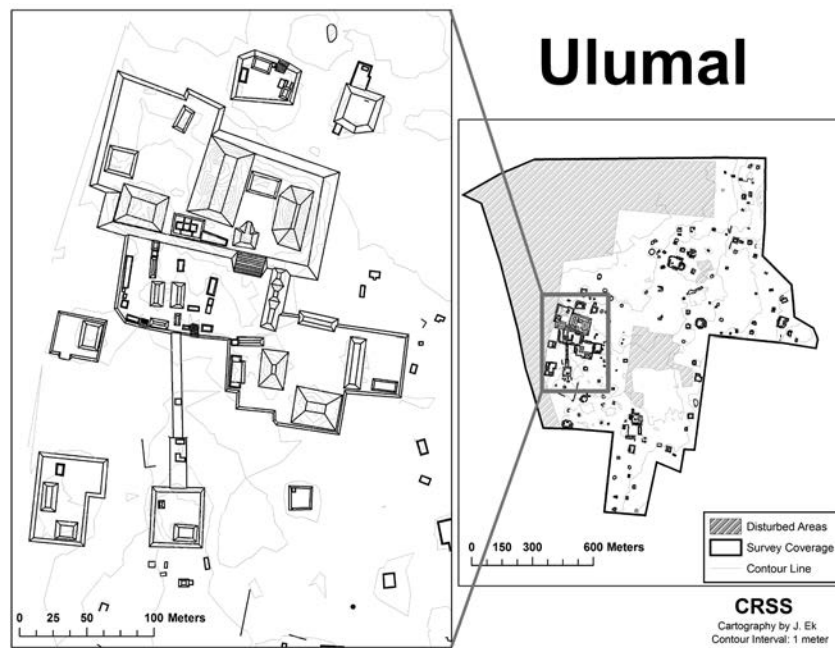 Ulumal
0 25 50 100 Meters
0 150 300 600 Meters
Disturbed Areas
Survey Coverage
Contour Line
CRSS
Cartography by J. Ek
Contour Interval: 1 meter